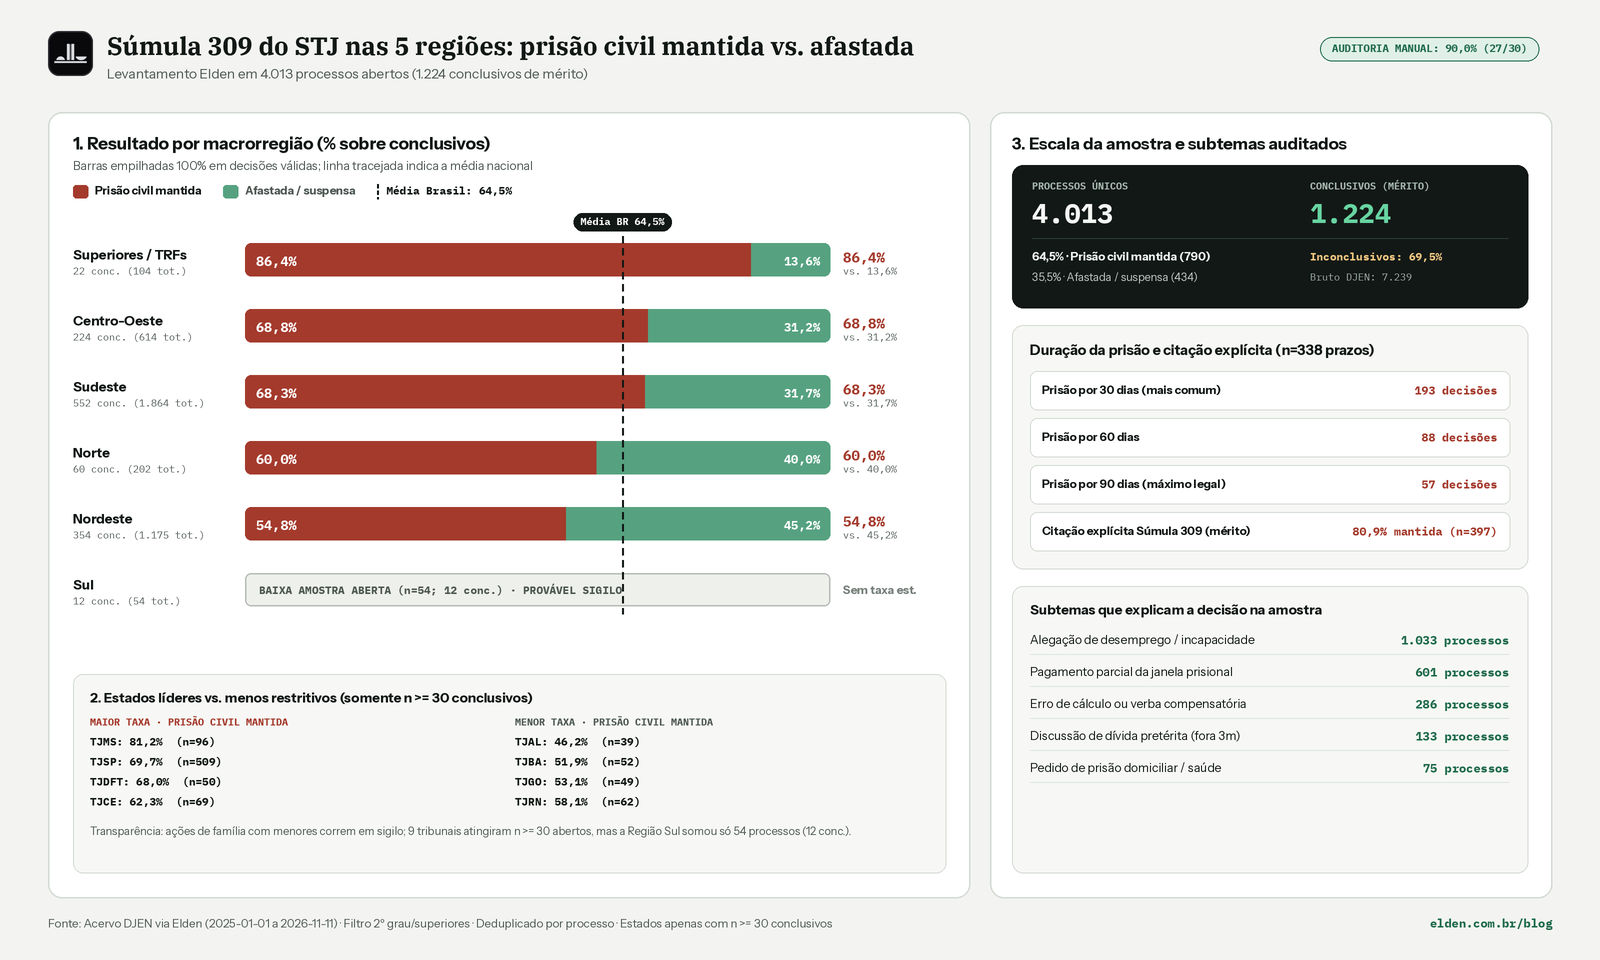 Súmula 309 do STJ nas 5 regiões: prisão civil mantida vs. afastada
Levantamento Elden em 4.013 processos abertos (1.224 conclusivos de mérito)
AUDITORIA MANUAL: 90,0% (27/30)
1. Resultado por macrorregião (% sobre conclusivos)
Barras empilhadas 100% em decisões válidas; linha tracejada indica a média nacional
Prisão civil mantida
Afastada / suspensa
Média Brasil: 64,5%
Média BR 64,5%
Superiores / TRFs
22 conc. (104 tot.)
86,4%
13,6%
86,4%
vs. 13,6%
Centro-Oeste
224 conc. (614 tot.)
68,8%
31,2%
68,8%
vs. 31,2%
Sudeste
552 conc. (1.864 tot.)
68,3%
31,7%
68,3%
vs. 31,7%
Norte
60 conc. (202 tot.)
60,0%
40,0%
60,0%
vs. 40,0%
Nordeste
354 conc. (1.175 tot.)
54,8%
45,2%
54,8%
vs. 45,2%
Sul
12 conc. (54 tot.)
BAIXA AMOSTRA ABERTA (n=54; 12 conc.) · PROVÁVEL SIGILO
Sem taxa est.
2. Estados líderes vs. menos restritivos (somente n >= 30 conclusivos)
MAIOR TAXA · PRISÃO CIVIL MANTIDA
TJMS: 81,2% (n=96)
TJSP: 69,7% (n=509)
TJDFT: 68,0% (n=50)
TJCE: 62,3% (n=69)
MENOR TAXA · PRISÃO CIVIL MANTIDA
TJAL: 46,2% (n=39)
TJBA: 51,9% (n=52)
TJGO: 53,1% (n=49)
TJRN: 58,1% (n=62)
Transparência: ações de família com menores correm em sigilo; 9 tribunais atingiram n >= 30 abertos, mas a Região Sul somou só 54 processos (12 conc.).
3. Escala da amostra e subtemas auditados
PROCESSOS ÚNICOS
4.013
CONCLUSIVOS (MÉRITO)
1.224
64,5% · Prisão civil mantida (790)
35,5% · Afastada / suspensa (434)
Inconclusivos: 69,5%
Bruto DJEN: 7.239
Duração da prisão e citação explícita (n=338 prazos)
Prisão por 30 dias (mais comum) 193 decisões
Prisão por 60 dias 88 decisões
Prisão por 90 dias (máximo legal) 57 decisões
Citação explícita Súmula 309 (mérito) 80,9% mantida (n=397)
Subtemas que explicam a decisão na amostra
Alegação de desemprego / incapacidade 1.033 processos
Pagamento parcial da janela prisional 601 processos
Erro de cálculo ou verba compensatória 286 processos
Discussão de dívida pretérita (fora 3m) 133 processos
Pedido de prisão domiciliar / saúde 75 processos
Fonte: Acervo DJEN via Elden (2025-01-01 a 2026-11-11) · Filtro 2º grau/superiores · Deduplicado por processo · Estados apenas com n >= 30 conclusivos
elden.com.br/blog